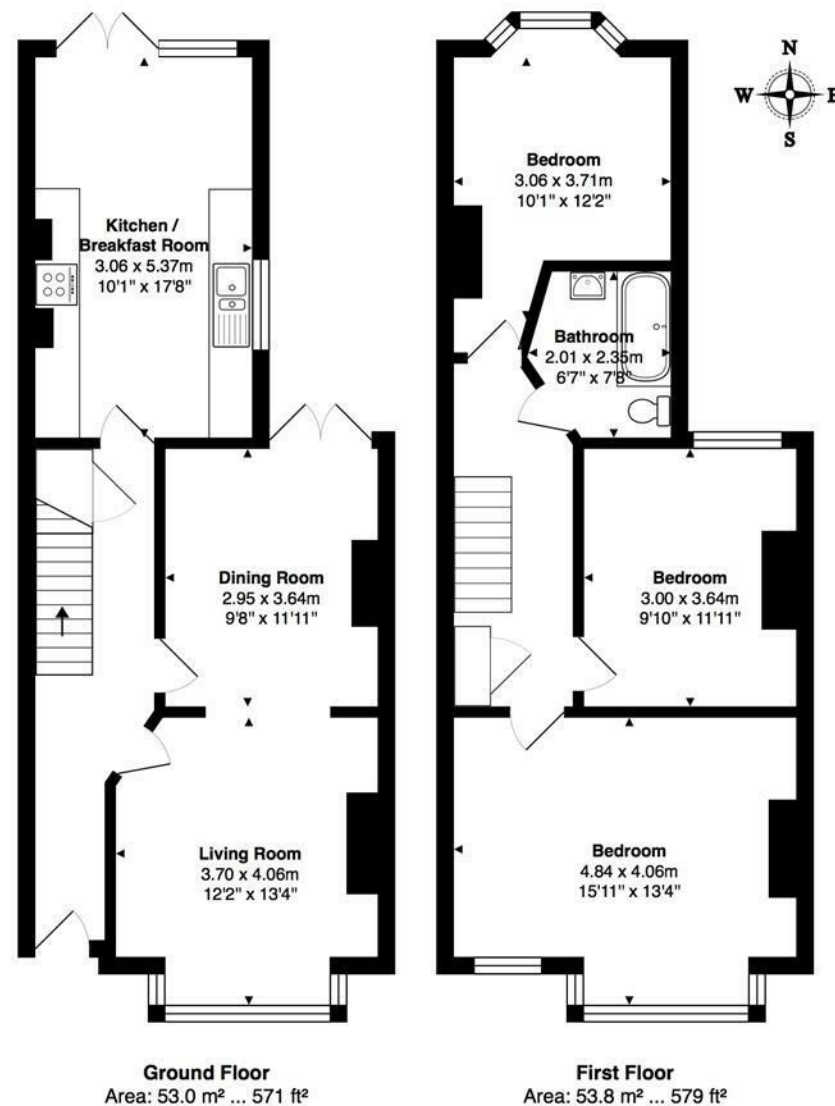 N
W E
S
Kitchen /
Breakfast Room
3.06 x 5.37m
10'1" x 17'8"
Dining Room
2.95 x 3.64m
9'8" x 11'11"
Living Room
3.70 x 4.06m
12'2" x 13'4"
Ground Floor
Area: 53.0 m² ... 571 ft²
Bedroom
3.06 x 3.71m
10'1" x 12'2"
Bathroom
2.01 x 2.35m
6'7" x 7'8"
Bedroom
3.00 x 3.64m
9'10" x 11'11"
Bedroom
4.84 x 4.06m
15'11" x 13'4"
First Floor
Area: 53.8 m² ... 579 ft²